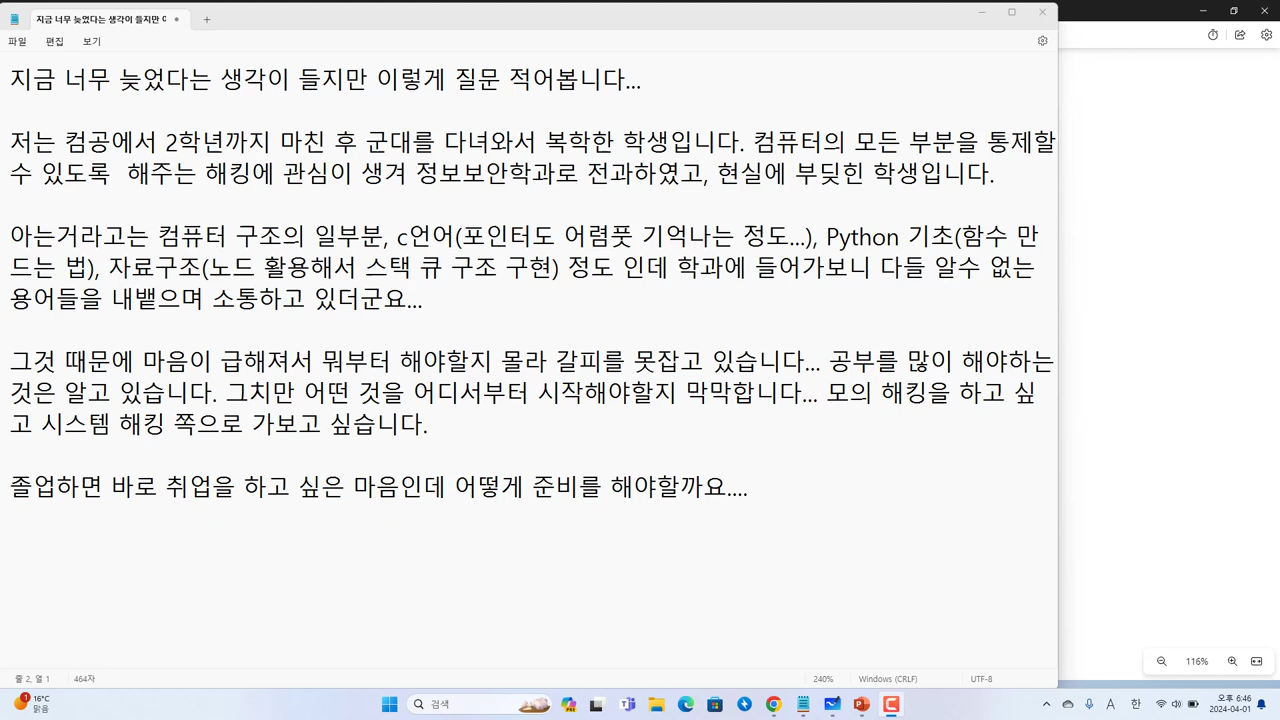 지금 너무 늦었다는 생각이 들지만 이
파일 편집 보기
지금 너무 늦었다는 생각이 들지만 이렇게 질문 적어봅니다...
저는 컴공에서 2학년까지 마친 후 군대를 다녀와서 복학한 학생입니다. 컴퓨터의 모든 부분을 통제할
수 있도록  해주는 해킹에 관심이 생겨 정보보안학과로 전과하였고, 현실에 부딪힌 학생입니다.
아는거라고는 컴퓨터 구조의 일부분, c언어(포인터도 어렴풋 기억나는 정도...), Python 기초(함수 만
드는 법), 자료구조(노드 활용해서 스택 큐 구조 구현) 정도 인데 학과에 들어가보니 다들 알수 없는
용어들을 내뱉으며 소통하고 있더군요...
그것 때문에 마음이 급해져서 뭐부터 해야할지 몰라 갈피를 못잡고 있습니다... 공부를 많이 해야하는
것은 알고 있습니다. 그치만 어떤 것을 어디서부터 시작해야할지 막막합니다... 모의 해킹을 하고 싶
고 시스템 해킹 쪽으로 가보고 싶습니다.
졸업하면 바로 취업을 하고 싶은 마음인데 어떻게 준비를 해야할까요....
116%
줄 2, 열 1 464자 240% Windows (CRLF) UTF-8
1 16°C
맑음
검색
PRE
A 한
오후 6:46
2024-04-01